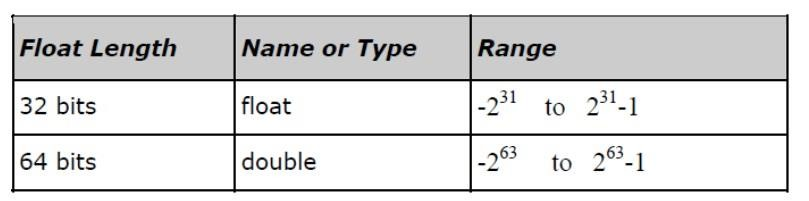 Float Length Name or Type Range
32 bits float -2³¹ to 2³¹-1
64 bits double -2⁶³ to 2⁶³-1